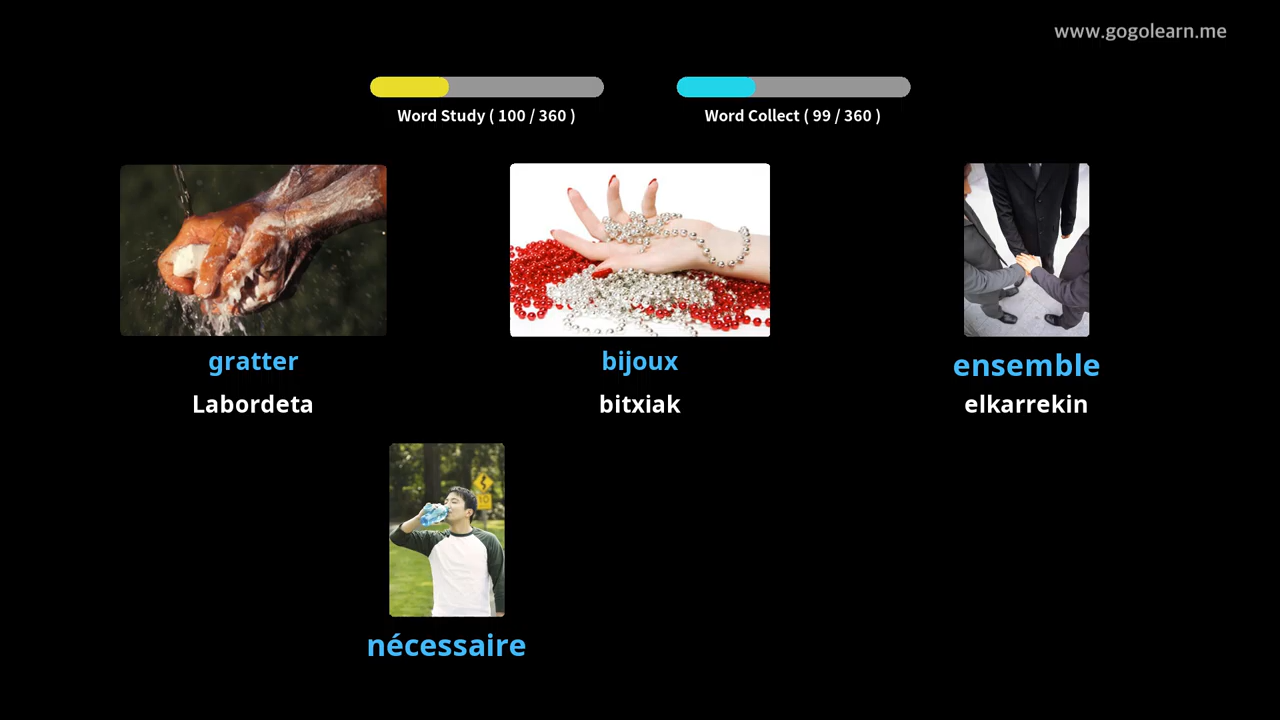 www.gogolearn.me
Word Study ( 100 / 360 )
Word Collect ( 99 / 360 )
gratter
bijoux
ensemble
Labordeta
bitxiak
elkarrekin
nécessaire